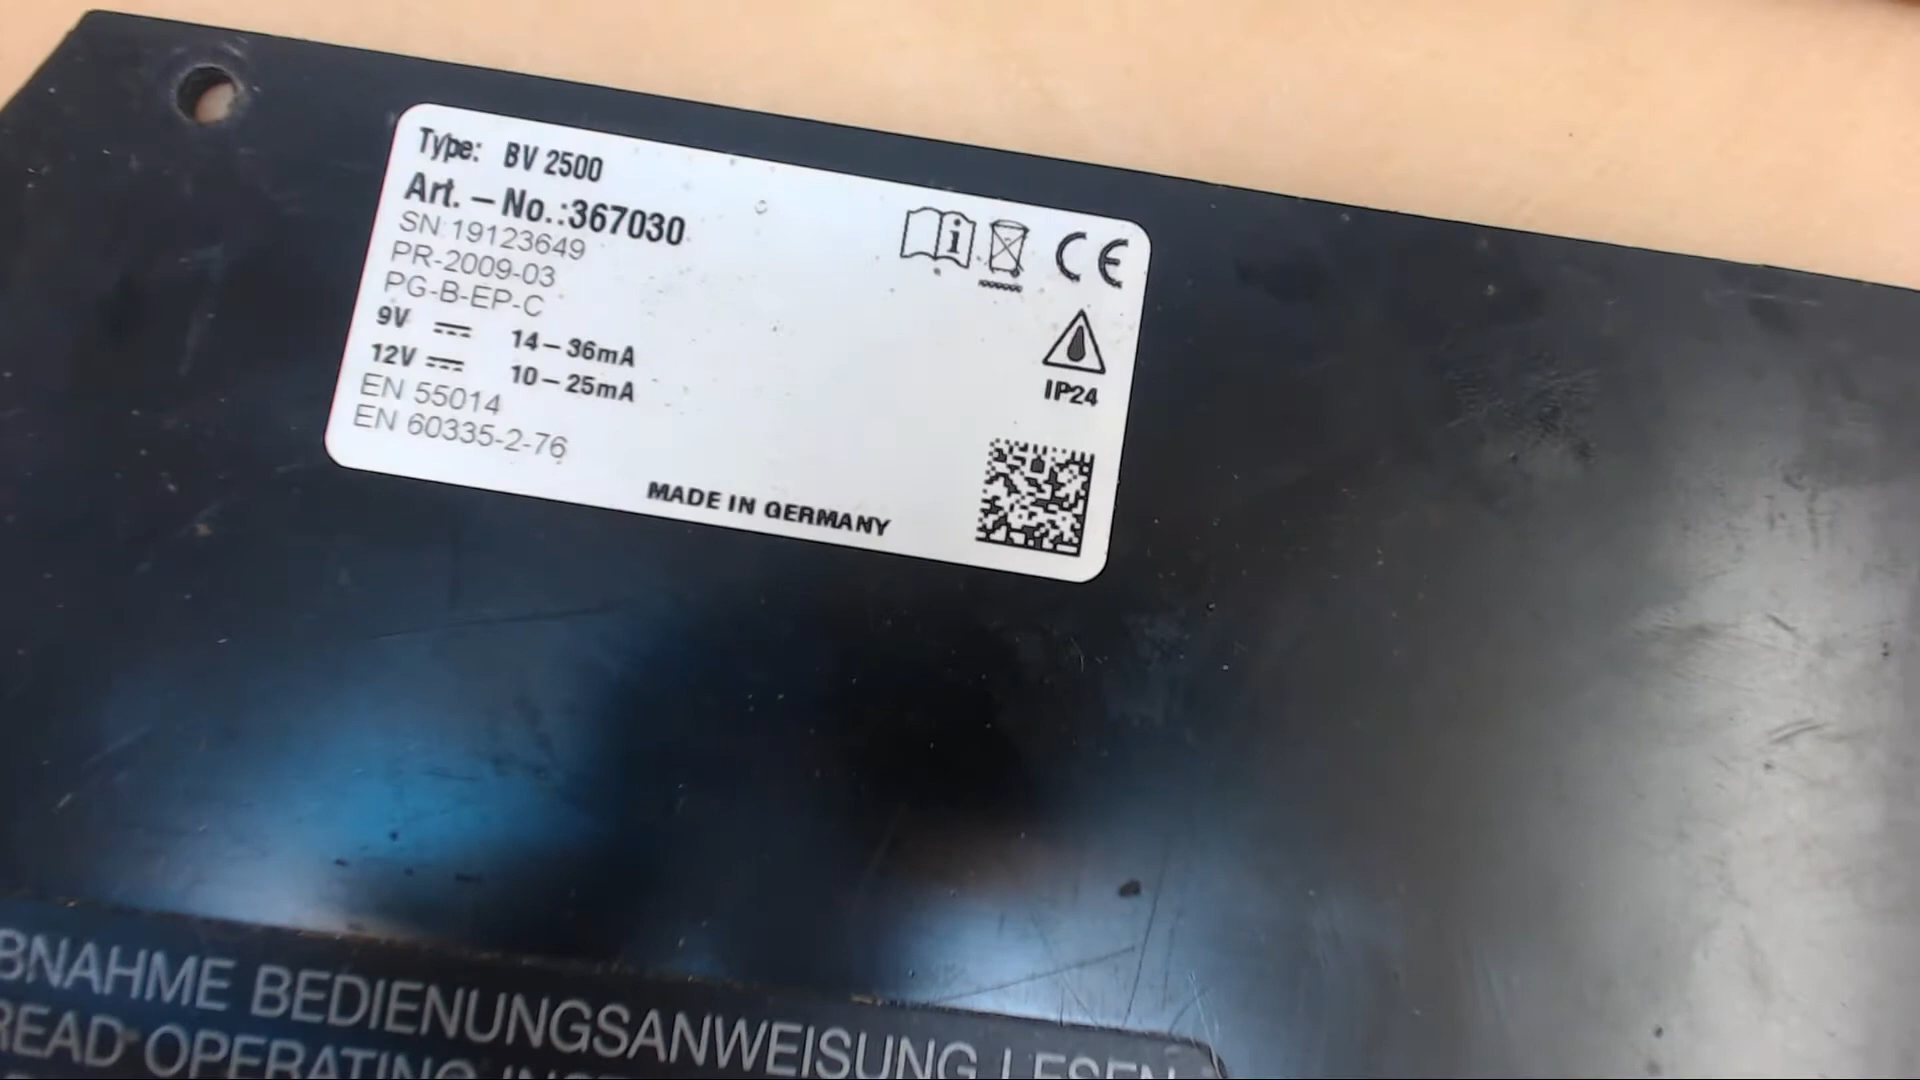 Type: BV 2500
Art. – No.:367030
SN:19123649
PR-2009-03
PG-B-EP-C
9V 14–36mA
12V 10–25mA
EN 55014
EN 60335-2-76
MADE IN GERMANY
CE
IP24
BEDIENUNGSANWEISUNG LESEN
READ OPERATING